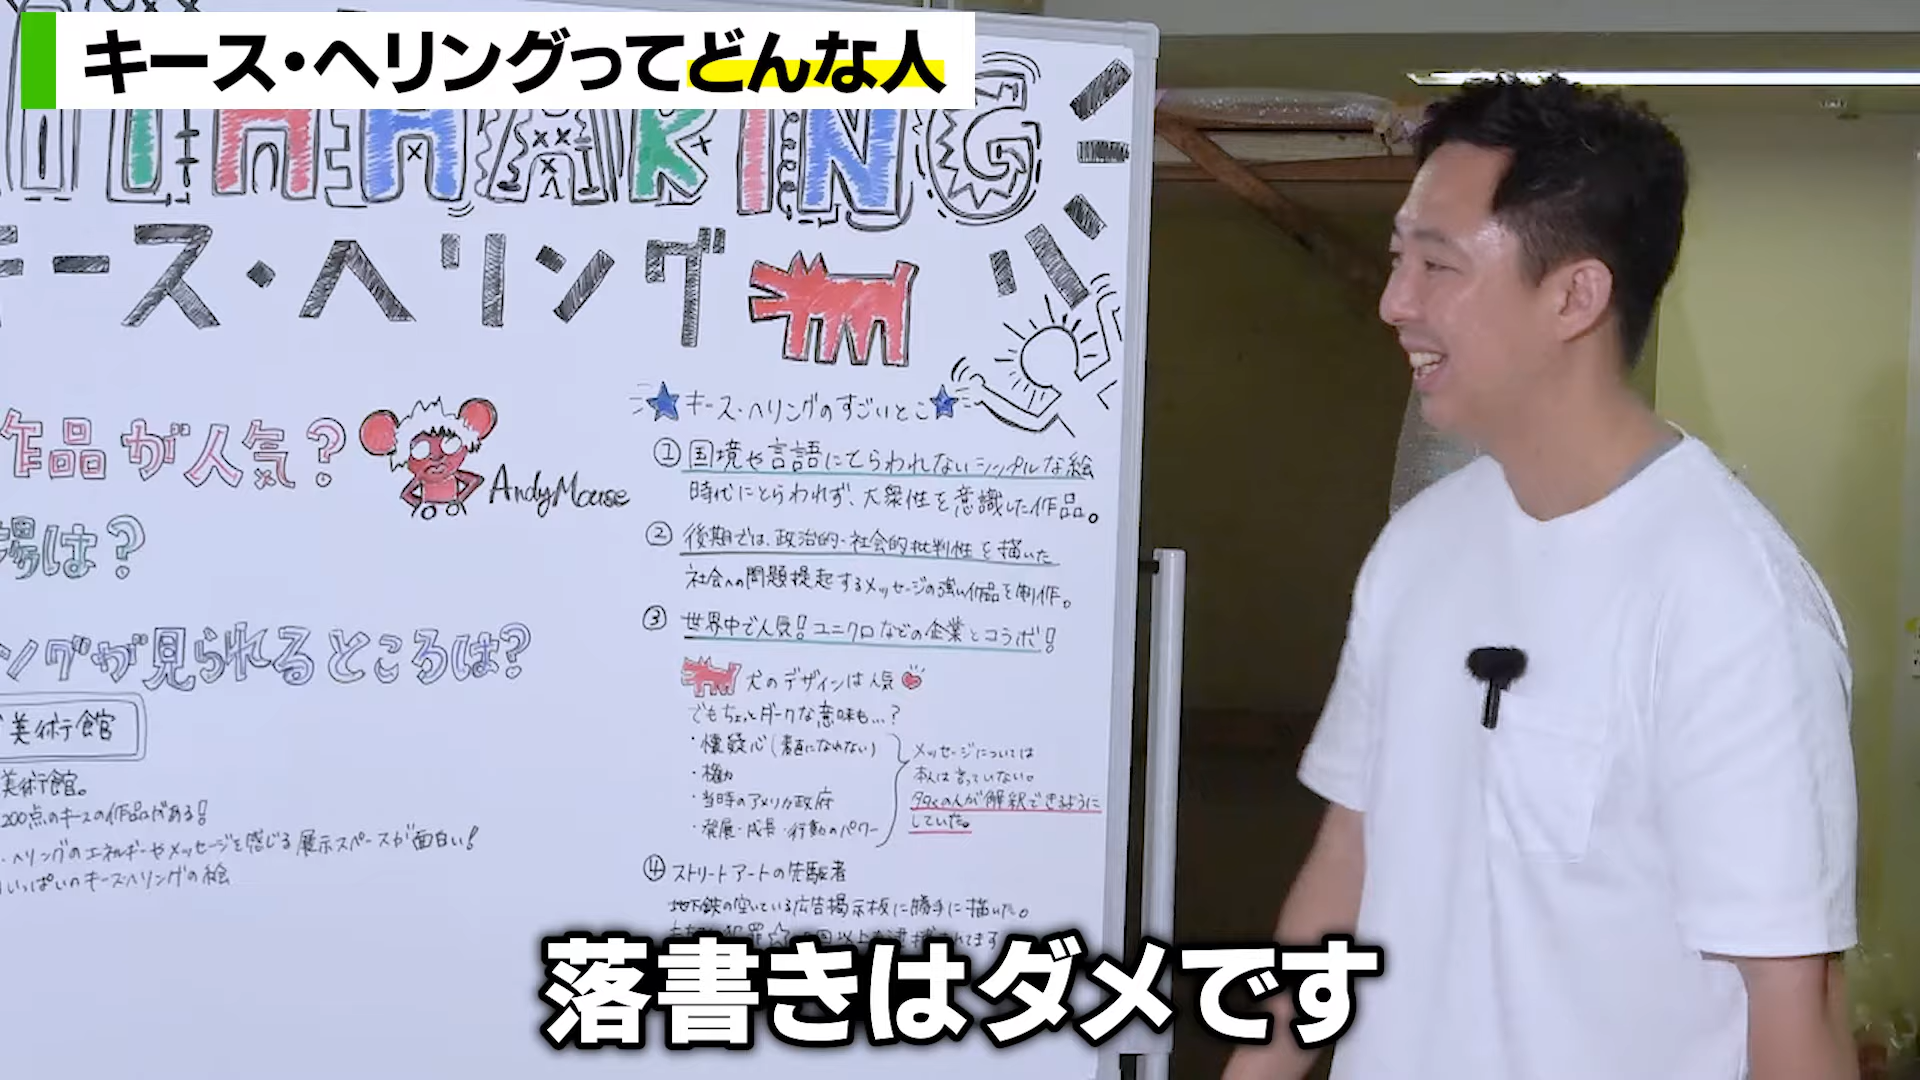 キース・ヘリングってどんな人
HARING
キース・ヘリング
作品が人気?
AndyMouse
場は?
ングが見られるところは?
美術館
美術館。
200点のキースの作品がある!
ヘリングのエネルギーやメッセージを感じる展示スペースが面白い!
いっぱいのキースヘリングの絵
キース・ヘリングのすごいとこ
① 国境や言語にとらわれないシンプルな絵
時代にとらわれず、大衆性を意識した作品。
② 後期では、政治的・社会的批判性を描いた
社会への問題提起するメッセージの強い作品を制作。
③ 世界中で人気!ユニクロなどの企業とコラボ!
犬のデザインは人気
でもちょっとダークな意味も…?
・懐疑心(素直になれない)
・権力
・当時のアメリカ政府
・発展・成長・行動のパワー
メッセージについては
本人は言っていない。
多くの人が解釈できるように
していた。
④ ストリートアートの先駆者
地下鉄の空いている広告掲示板に勝手に描いた。
落書きはダメです